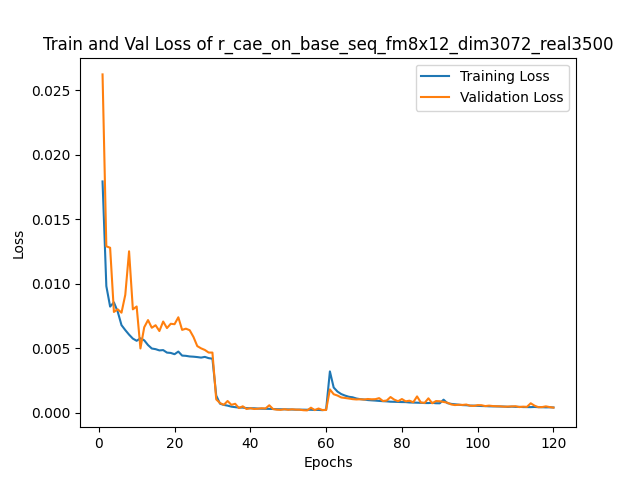 Train and Val Loss of r_cae_on_base_seq_fm8x12_dim3072_real3500
Training Loss
Validation Loss
Loss
0.025
0.020
0.015
0.010
0.005
0.000
0 20 40 60 80 100 120
Epochs